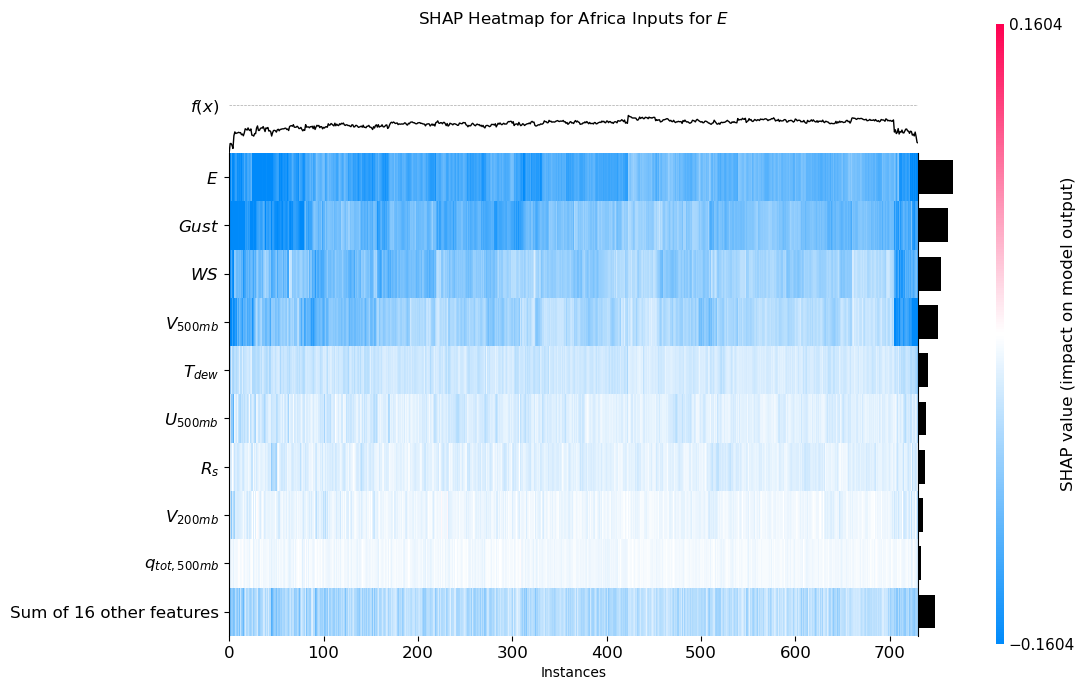 SHAP Heatmap for Africa Inputs for E
0.1604
f(x)
E
Gust
WS
V500mb
Tdew
U500mb
Rs
V200mb
qtot, 500mb
Sum of 16 other features
0 100 200 300 400 500 600 700
Instances
−0.1604
SHAP value (impact on model output)